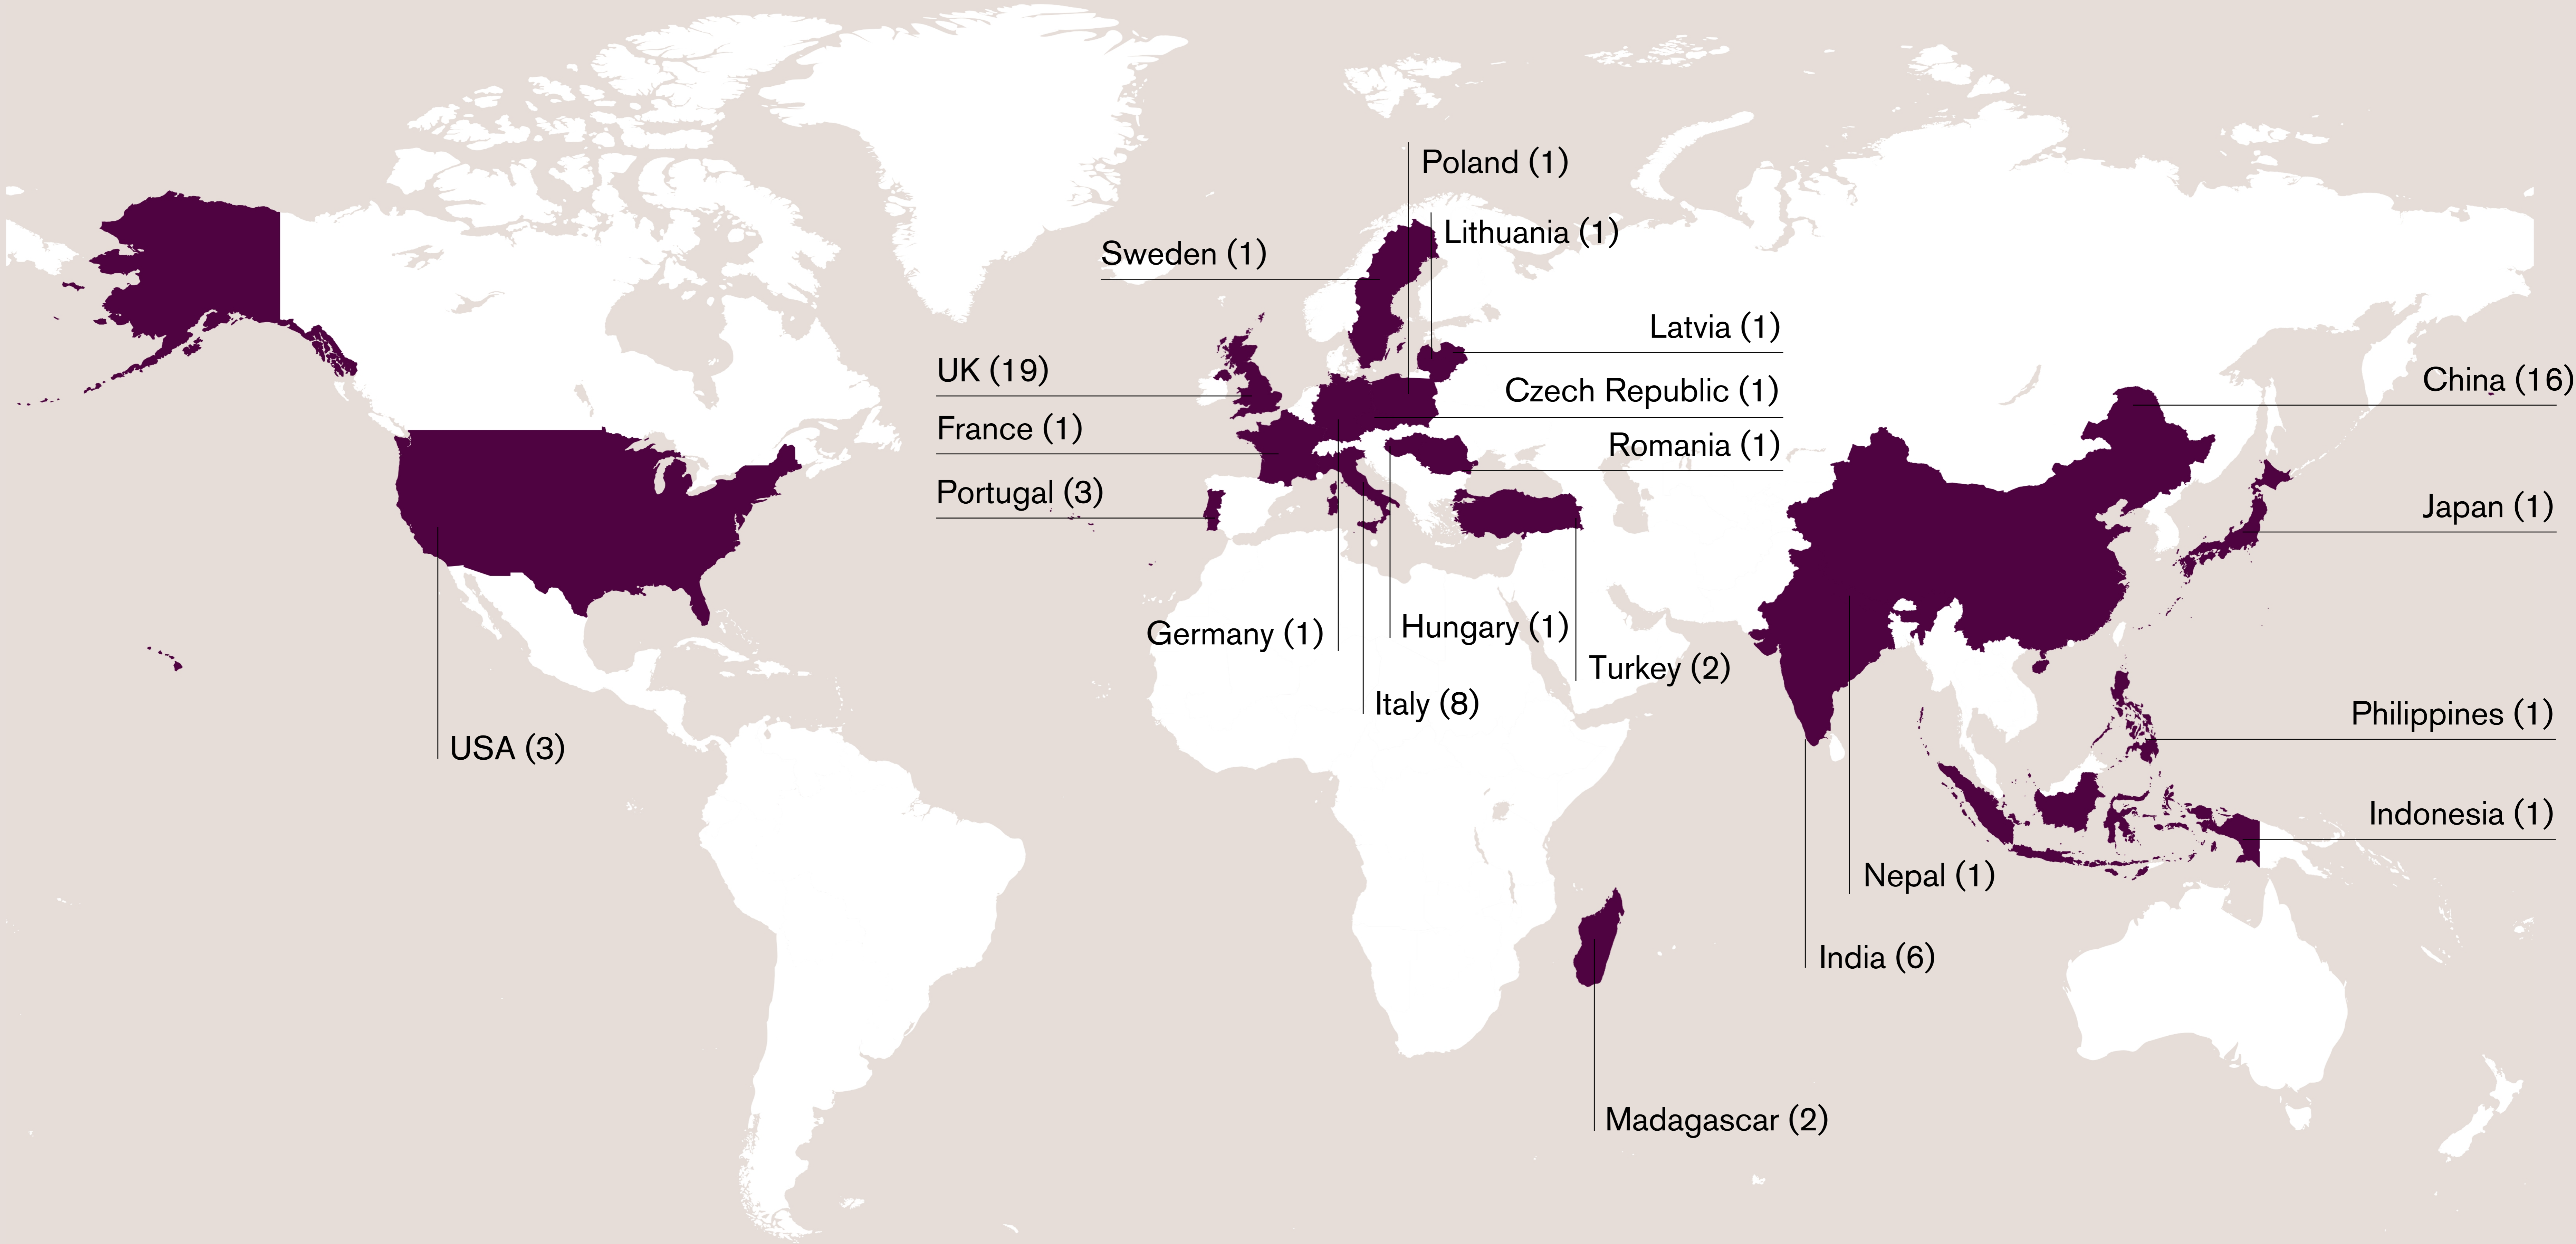 Poland (1)
Lithuania (1)
Sweden (1)
Latvia (1)
UK (19)
China (16)
Czech Republic (1)
France (1)
Romania (1)
Portugal (3)
Japan (1)
Germany (1)
Hungary (1)
Turkey (2)
Italy (8)
USA (3)
Philippines (1)
Indonesia (1)
Nepal (1)
India (6)
Madagascar (2)